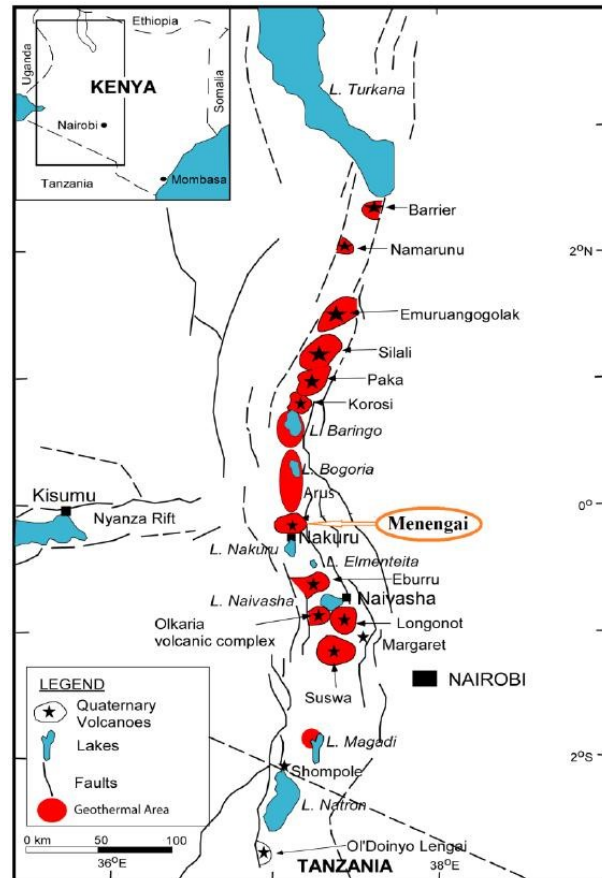 Ethiopia
Uganda
KENYA
Somalia
Nairobi
Mombasa
Tanzania
L. Turkana
Barrier
Namarunu
2°N
Emuruangogolak
Silali
Paka
Korosi
L. Baringo
L. Bogoria
Arus
Kisumu
0°
Nyanza Rift
Menengai
Nakuru
L. Nakuru
L. Elmenteita
Eburru
L. Naivasha
Naivasha
Olkaria
volcanic complex
Longonot
Margaret
Suswa
NAIROBI
LEGEND
Quaternary
Volcanoes
Lakes
Faults
Geothermal Area
L. Magadi
2°S
Shompole
L. Natron
0 km 50 100
36°E
Ol'Doinyo Lengai
TANZANIA
38°E